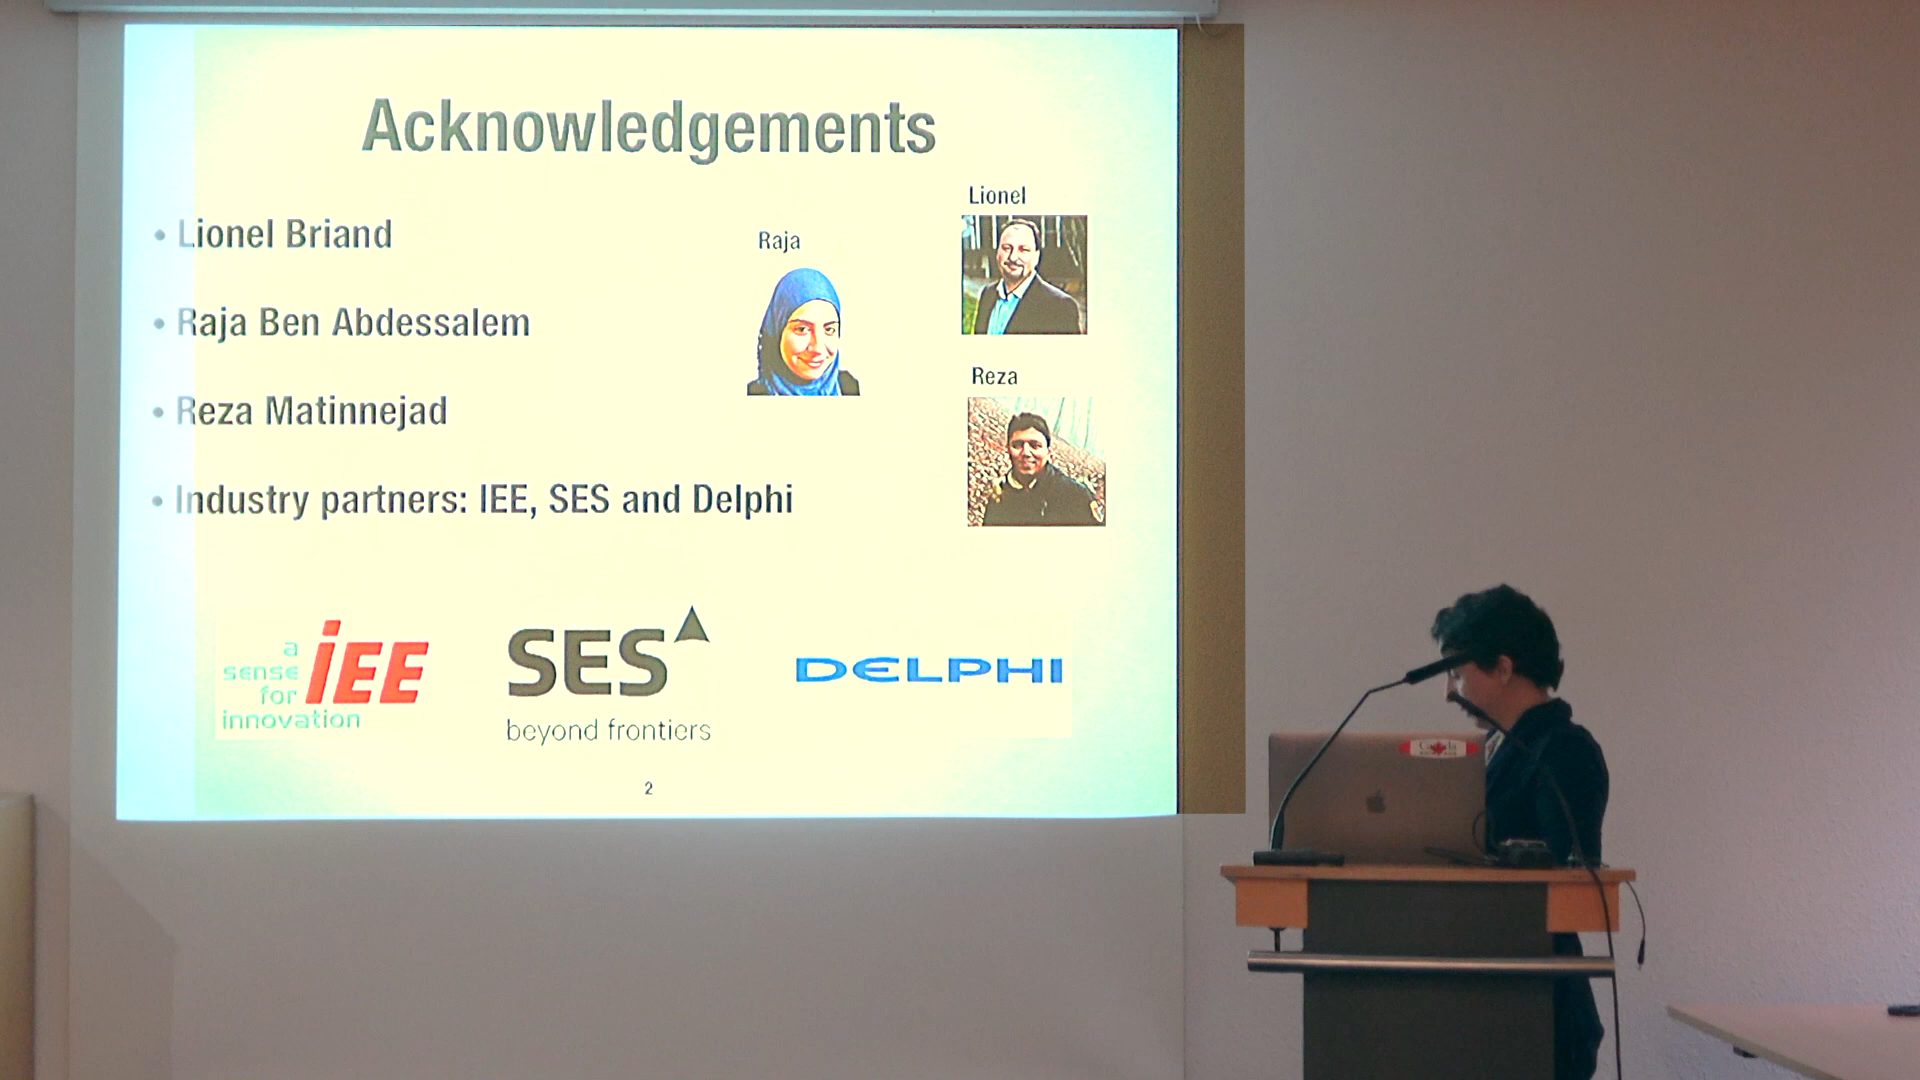 Acknowledgements
• Lionel Briand
• Raja Ben Abdessalem
• Reza Matinnejad
• Industry partners: IEE, SES and Delphi
Raja
Lionel
Reza
a
sense
for
innovation
iEE
SES
beyond frontiers
DELPHI
2
Canada